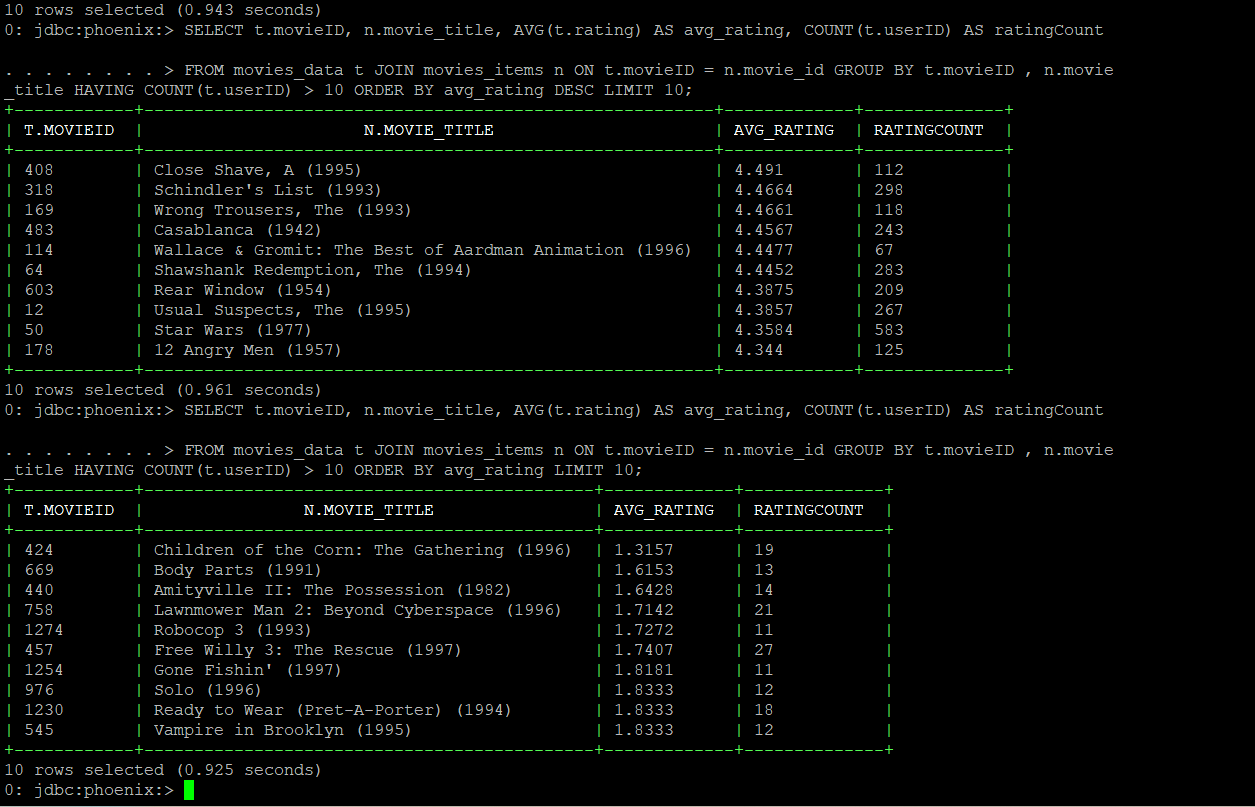 10 rows selected (0.943 seconds)
0: jdbc:phoenix:> SELECT t.movieID, n.movie_title, AVG(t.rating) AS avg_rating, COUNT(t.userID) AS ratingCount
. . . . . . . . > FROM movies_data t JOIN movies_items n ON t.movieID = n.movie_id GROUP BY t.movieID , n.movie
_title HAVING COUNT(t.userID) > 10 ORDER BY avg_rating DESC LIMIT 10;
+------------+---------------------------------------------------------+-------------+--------------+
| T.MOVIEID | N.MOVIE_TITLE | AVG_RATING | RATINGCOUNT |
+------------+---------------------------------------------------------+-------------+--------------+
| 408 | Close Shave, A (1995) | 4.491 | 112 |
| 318 | Schindler's List (1993) | 4.4664 | 298 |
| 169 | Wrong Trousers, The (1993) | 4.4661 | 118 |
| 483 | Casablanca (1942) | 4.4567 | 243 |
| 114 | Wallace & Gromit: The Best of Aardman Animation (1996) | 4.4477 | 67 |
| 64 | Shawshank Redemption, The (1994) | 4.4452 | 283 |
| 603 | Rear Window (1954) | 4.3875 | 209 |
| 12 | Usual Suspects, The (1995) | 4.3857 | 267 |
| 50 | Star Wars (1977) | 4.3584 | 583 |
| 178 | 12 Angry Men (1957) | 4.344 | 125 |
+------------+---------------------------------------------------------+-------------+--------------+
10 rows selected (0.961 seconds)
0: jdbc:phoenix:> SELECT t.movieID, n.movie_title, AVG(t.rating) AS avg_rating, COUNT(t.userID) AS ratingCount
. . . . . . . . > FROM movies_data t JOIN movies_items n ON t.movieID = n.movie_id GROUP BY t.movieID , n.movie
_title HAVING COUNT(t.userID) > 10 ORDER BY avg_rating LIMIT 10;
+------------+---------------------------------------------+-------------+--------------+
| T.MOVIEID | N.MOVIE_TITLE | AVG_RATING | RATINGCOUNT |
+------------+---------------------------------------------+-------------+--------------+
| 424 | Children of the Corn: The Gathering (1996) | 1.3157 | 19 |
| 669 | Body Parts (1991) | 1.6153 | 13 |
| 440 | Amityville II: The Possession (1982) | 1.6428 | 14 |
| 758 | Lawnmower Man 2: Beyond Cyberspace (1996) | 1.7142 | 21 |
| 1274 | Robocop 3 (1993) | 1.7272 | 11 |
| 457 | Free Willy 3: The Rescue (1997) | 1.7407 | 27 |
| 1254 | Gone Fishin' (1997) | 1.8181 | 11 |
| 976 | Solo (1996) | 1.8333 | 12 |
| 1230 | Ready to Wear (Pret-A-Porter) (1994) | 1.8333 | 18 |
| 545 | Vampire in Brooklyn (1995) | 1.8333 | 12 |
+------------+---------------------------------------------+-------------+--------------+
10 rows selected (0.925 seconds)
0: jdbc:phoenix:>